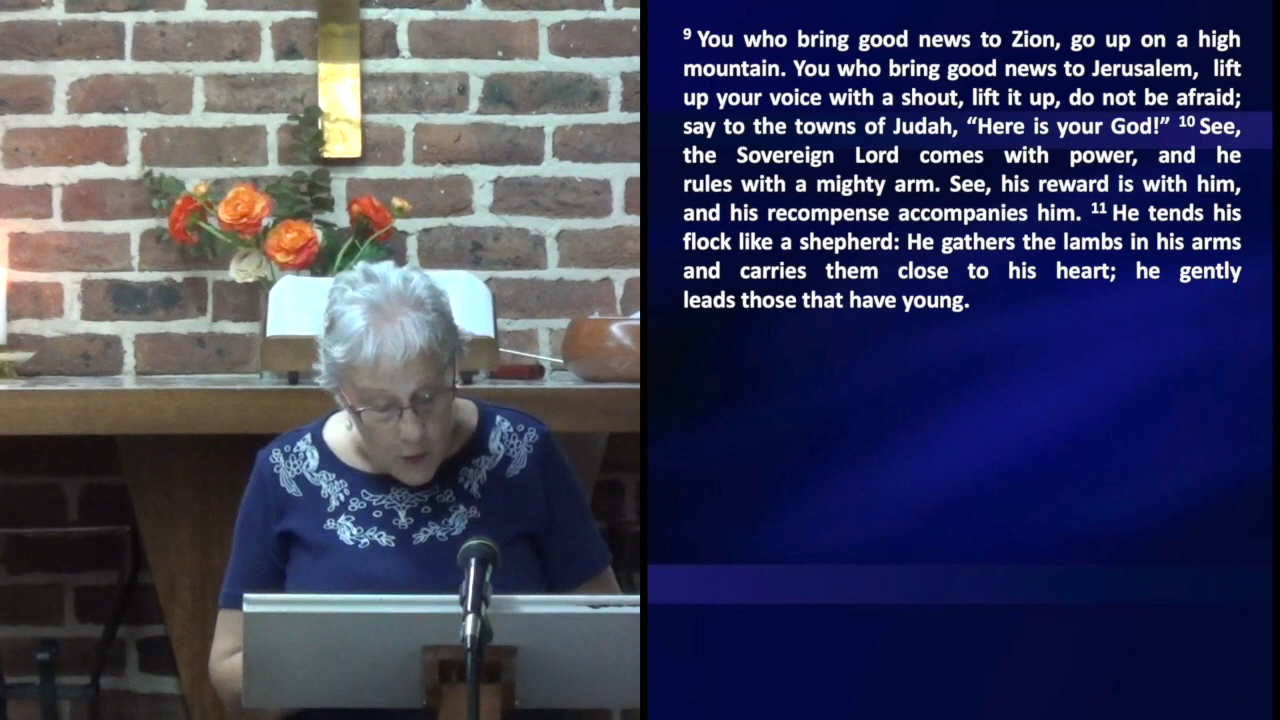 ⁹ You who bring good news to Zion, go up on a high
mountain. You who bring good news to Jerusalem, lift
up your voice with a shout, lift it up, do not be afraid;
say to the towns of Judah, “Here is your God!” ¹⁰ See,
the Sovereign Lord comes with power, and he
rules with a mighty arm. See, his reward is with him,
and his recompense accompanies him. ¹¹ He tends his
flock like a shepherd: He gathers the lambs in his arms
and carries them close to his heart; he gently
leads those that have young.